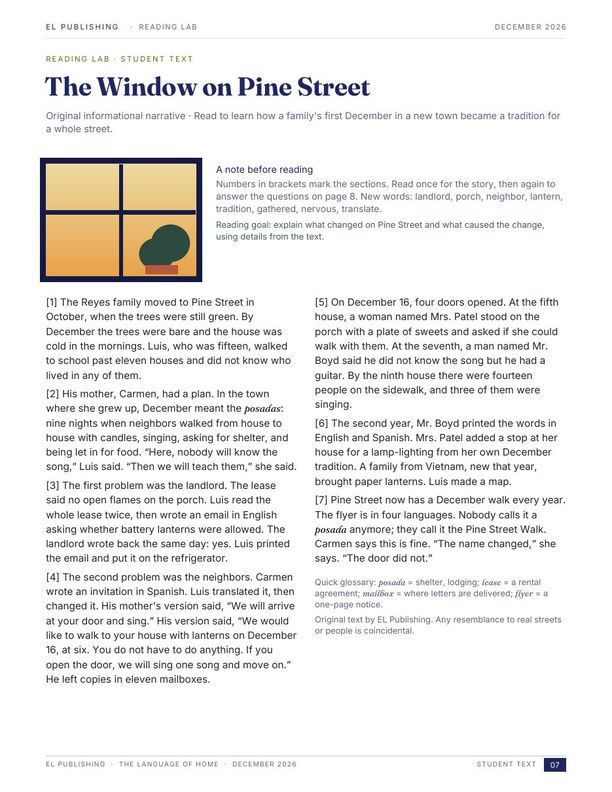 EL PUBLISHING · READING LAB
DECEMBER 2026
READING LAB · STUDENT TEXT
The Window on Pine Street
Original informational narrative · Read to learn how a family's first December in a new town became a tradition for
a whole street.
A note before reading
Numbers in brackets mark the sections. Read once for the story, then again to
answer the questions on page 8. New words: landlord, porch, neighbor, lantern,
tradition, gathered, nervous, translate.
Reading goal: explain what changed on Pine Street and what caused the change,
using details from the text.
[1] The Reyes family moved to Pine Street in
October, when the trees were still green. By
December the trees were bare and the house was
cold in the mornings. Luis, who was fifteen, walked
to school past eleven houses and did not know who
lived in any of them.
[2] His mother, Carmen, had a plan. In the town
where she grew up, December meant the posadas:
nine nights when neighbors walked from house to
house with candles, singing, asking for shelter, and
being let in for food. “Here, nobody will know the
song,” Luis said. “Then we will teach them,” she said.
[3] The first problem was the landlord. The lease
said no open flames on the porch. Luis read the
whole lease twice, then wrote an email in English
asking whether battery lanterns were allowed. The
landlord wrote back the same day: yes. Luis printed
the email and put it on the refrigerator.
[4] The second problem was the neighbors. Carmen
wrote an invitation in Spanish. Luis translated it, then
changed it. His mother's version said, “We will arrive
at your door and sing.” His version said, “We would
like to walk to your house with lanterns on December
16, at six. You do not have to do anything. If you
open the door, we will sing one song and move on.”
He left copies in eleven mailboxes.
[5] On December 16, four doors opened. At the fifth
house, a woman named Mrs. Patel stood on the
porch with a plate of sweets and asked if she could
walk with them. At the seventh, a man named Mr.
Boyd said he did not know the song but he had a
guitar. By the ninth house there were fourteen
people on the sidewalk, and three of them were
singing.
[6] The second year, Mr. Boyd printed the words in
English and Spanish. Mrs. Patel added a stop at her
house for a lamp-lighting from her own December
tradition. A family from Vietnam, new that year,
brought paper lanterns. Luis made a map.
[7] Pine Street now has a December walk every year.
The flyer is in four languages. Nobody calls it a
posada anymore; they call it the Pine Street Walk.
Carmen says this is fine. “The name changed,” she
says. “The door did not.”
Quick glossary: posada = shelter, lodging; lease = a rental
agreement; mailbox = where letters are delivered; flyer = a
one-page notice.
Original text by EL Publishing. Any resemblance to real streets
or people is coincidental.
EL PUBLISHING · THE LANGUAGE OF HOME · DECEMBER 2026
STUDENT TEXT 07